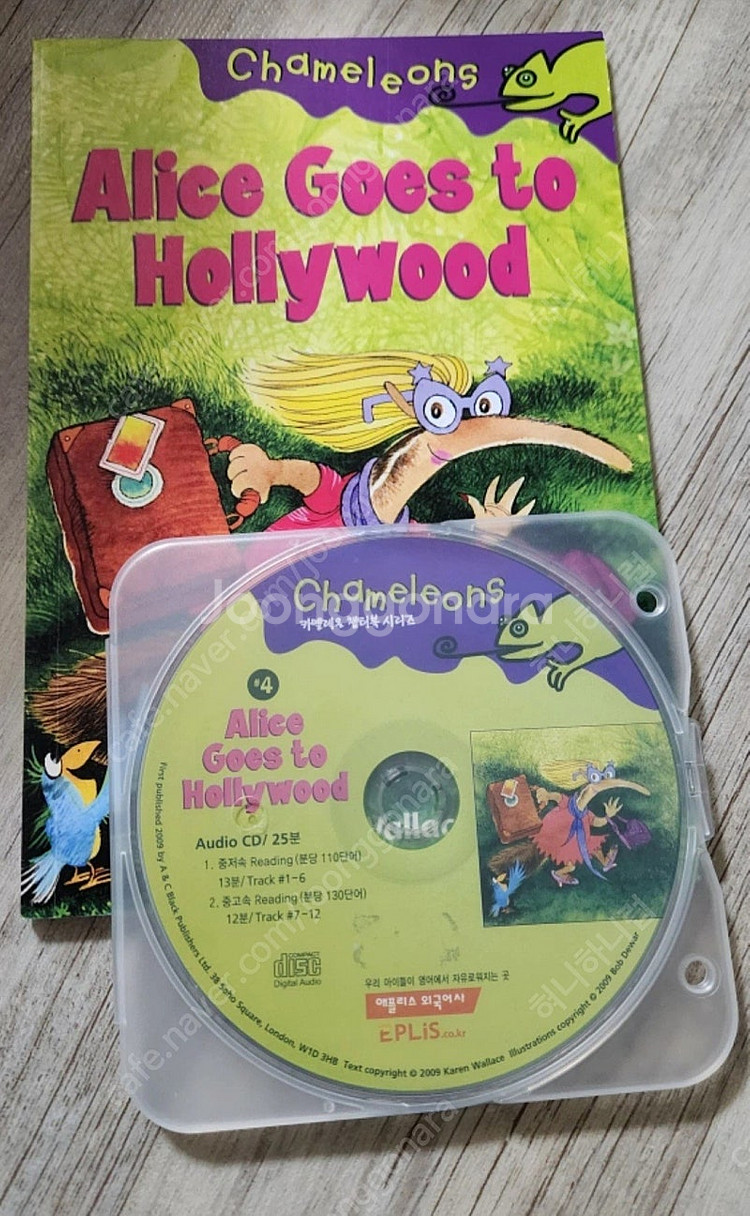 Chameleons
Alice Goes to
Hollywood
Chameleons
Joonggonara
카멜레온 챕터북 시리즈
#4
Alice
Goes to
Hollywood
Audio CD/ 25분
1. 중저속 Reading (분당 110단어)
13분/ Track #1-6
2. 중고속 Reading (분당 130단어)
12분/ Track #7-12
COMPACT
disc
Digital Audio
우리 아이들이 영어에서 자유로워지는 곳
애플리스 외국어사
EPLiS.co.kr
First published 2009 by A & C Black Publishers Ltd. 38 Soho Square, London, W1D 3HB Text copyright © 2009 Karen Wallace Illustrations copyright © 2009 Bob Dewar